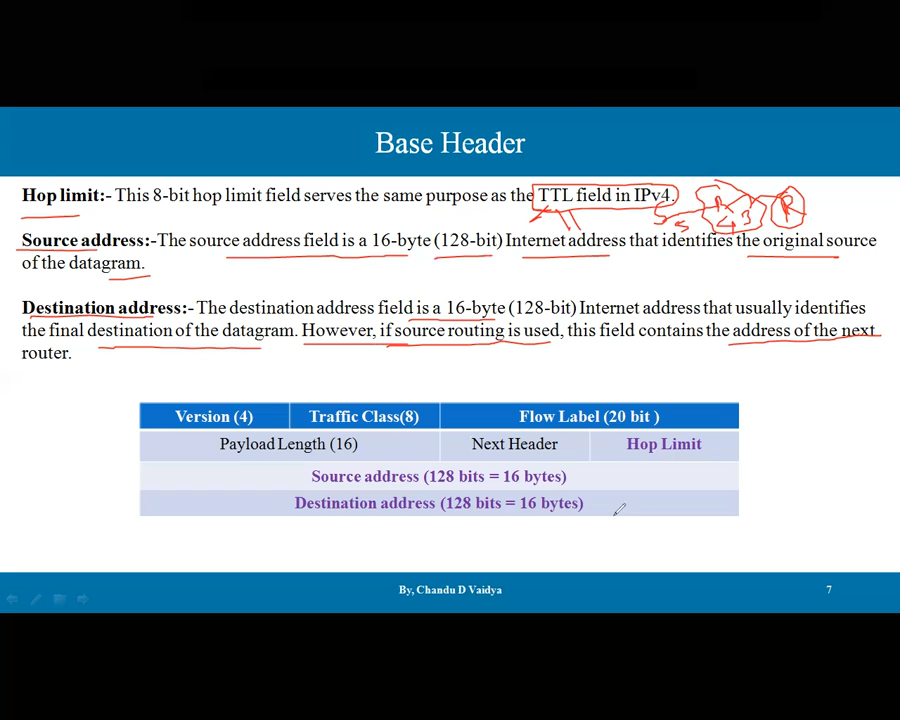 Base Header
Hop limit:- This 8-bit hop limit field serves the same purpose as the TTL field in IPv4.
R
4 3
5
Source address:-The source address field is a 16-byte (128-bit) Internet address that identifies the original source
of the datagram.
Destination address:- The destination address field is a 16-byte (128-bit) Internet address that usually identifies
the final destination of the datagram. However, if source routing is used, this field contains the address of the next
router.
Version (4) Traffic Class(8) Flow Label (20 bit )
Payload Length (16) Next Header Hop Limit
Source address (128 bits = 16 bytes)
Destination address (128 bits = 16 bytes)
By, Chandu D Vaidya 7